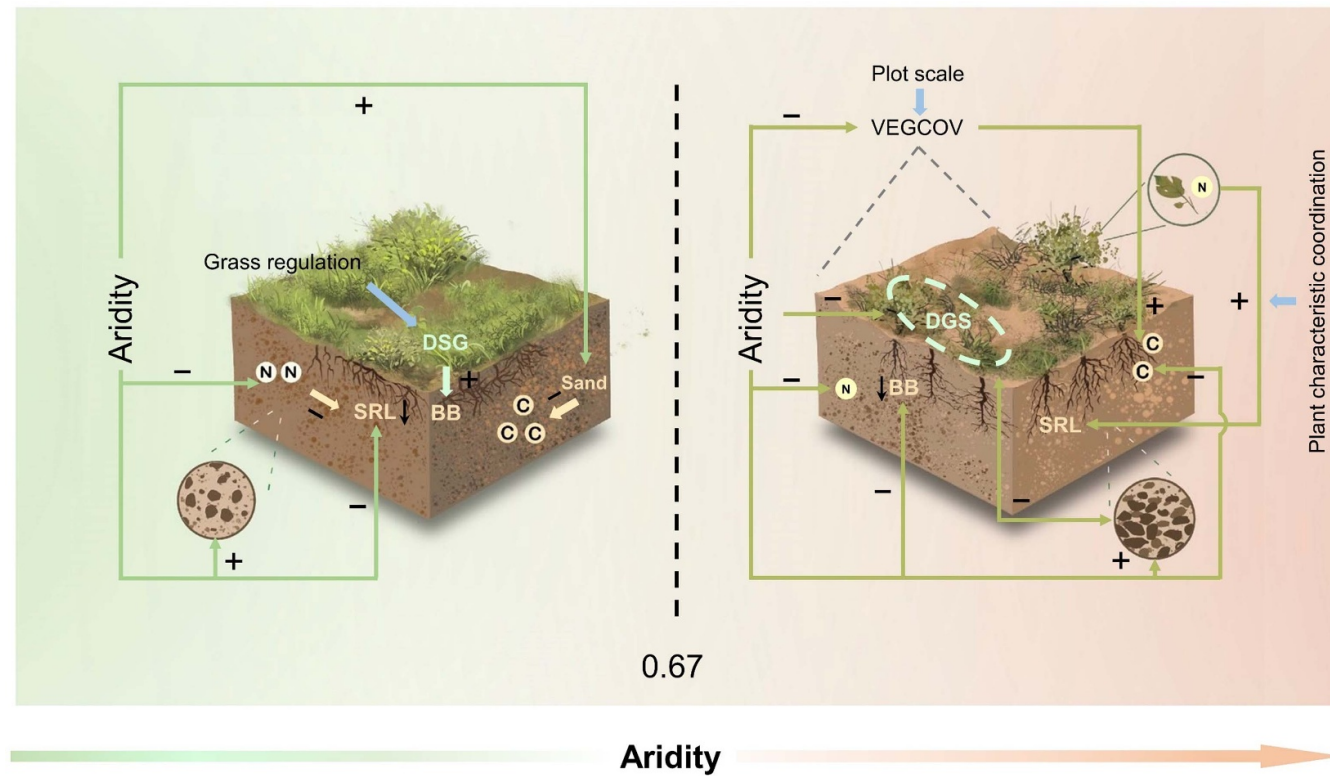 +
Aridity
Grass regulation
DSG
+
BB
Sand
−
C
C C
−
N N
−
SRL
−
+
Plot scale
−
VEGCOV
N
Plant characteristic coordination
+
Aridity
−
DGS
+
C
C
−
−
N
BB
SRL
−
−
+
0.67
Aridity